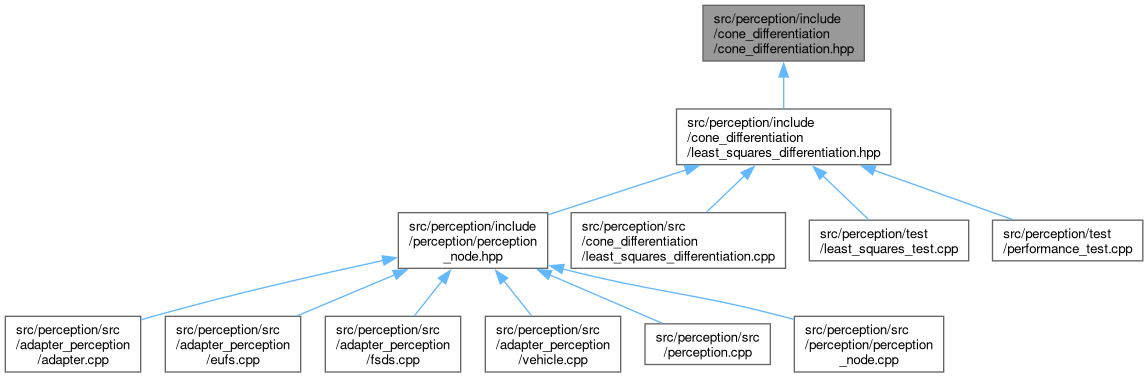 src/perception/include
/cone_differentiation
/cone_differentiation.hpp
src/perception/include
/cone_differentiation
/least_squares_differentiation.hpp
src/perception/include
/perception/perception
_node.hpp
src/perception/src
/cone_differentiation
/least_squares_differentiation.cpp
src/perception/test
/least_squares_test.cpp
src/perception/test
/performance_test.cpp
src/perception/src
/adapter_perception
/adapter.cpp
src/perception/src
/adapter_perception
/eufs.cpp
src/perception/src
/adapter_perception
/fsds.cpp
src/perception/src
/adapter_perception
/vehicle.cpp
src/perception/src
/perception.cpp
src/perception/src
/perception/perception
_node.cpp